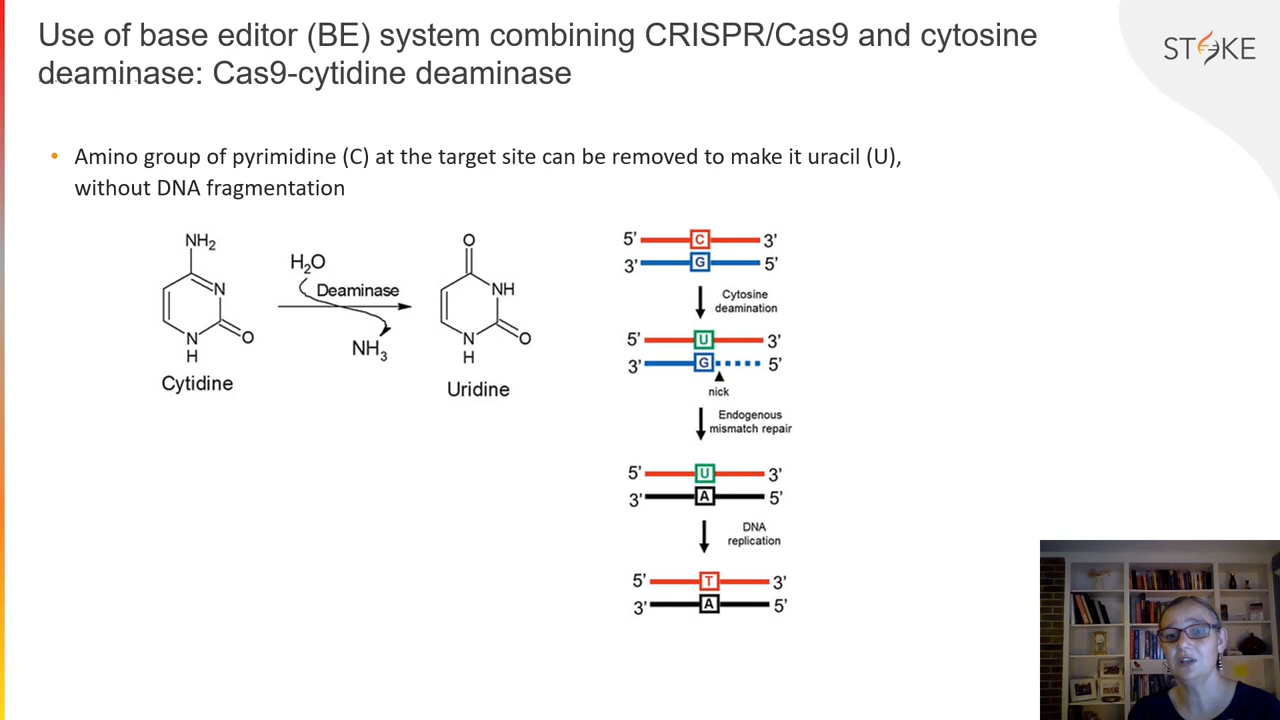 Use of base editor (BE) system combining CRISPR/Cas9 and cytosine
deaminase: Cas9-cytidine deaminase
STOKE
• Amino group of pyrimidine (C) at the target site can be removed to make it uracil (U),
without DNA fragmentation
NH2
N
N
H
O
Cytidine
H2O
Deaminase
NH3
O
NH
N
H
O
Uridine
5' C 3'
3' G 5'
Cytosine
deamination
5' U 3'
3' G 5'
nick
Endogenous
mismatch repair
5' U 3'
3' A 5'
DNA
replication
5' T 3'
3' A 5'